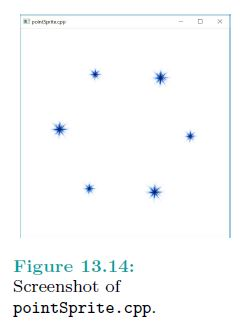 pointSprite.cpp
Figure 13.14:
Screenshot of
pointSprite.cpp.